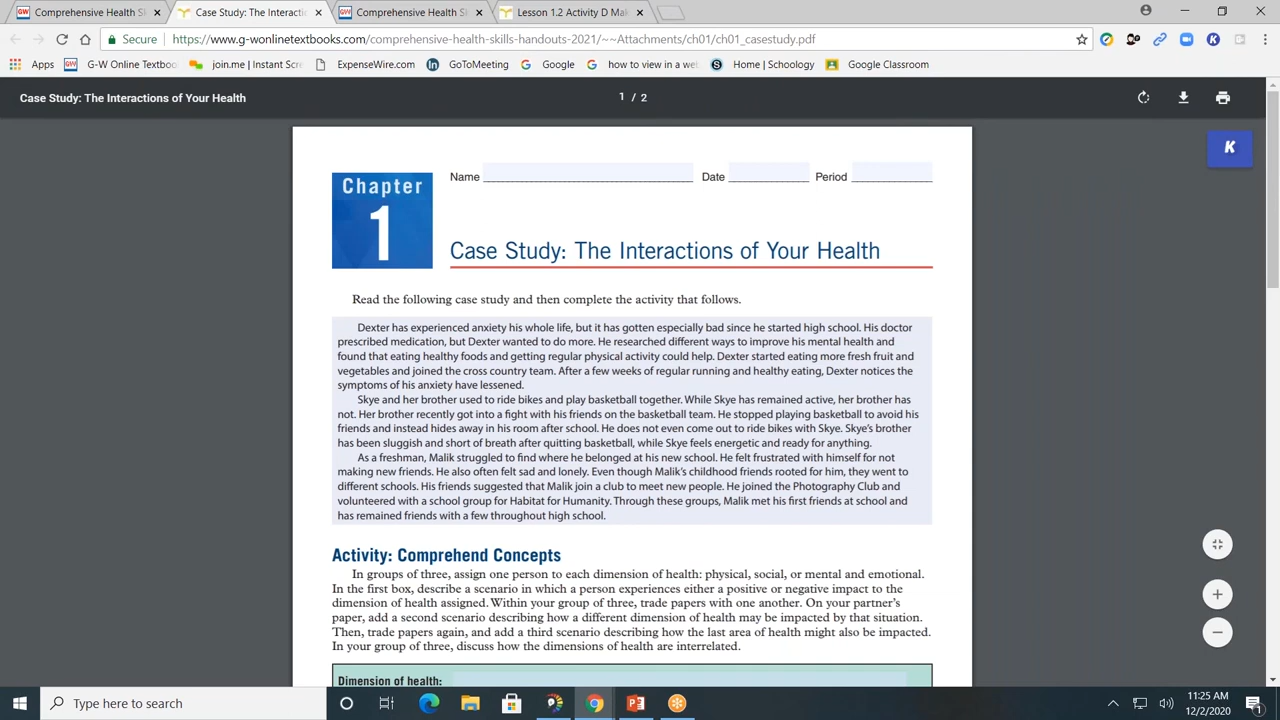 Comprehensive Health Sk
Case Study: The Interactio
Comprehensive Health Sk
Lesson 1.2 Activity D Mak
Secure
https://www.g-wonlinetextbooks.com/comprehensive-health-skills-handouts-2021/~~Attachments/ch01/ch01_casestudy.pdf
Apps G-W Online Textboo join.me | Instant Scre ExpenseWire.com GoToMeeting Google how to view in a web Home | Schoology Google Classroom
Case Study: The Interactions of Your Health
1 / 2
K
Chapter
1
Name Date Period
Case Study: The Interactions of Your Health
Read the following case study and then complete the activity that follows.
Dexter has experienced anxiety his whole life, but it has gotten especially bad since he started high school. His doctor
prescribed medication, but Dexter wanted to do more. He researched different ways to improve his mental health and
found that eating healthy foods and getting regular physical activity could help. Dexter started eating more fresh fruit and
vegetables and joined the cross country team. After a few weeks of regular running and healthy eating, Dexter notices the
symptoms of his anxiety have lessened.
Skye and her brother used to ride bikes and play basketball together. While Skye has remained active, her brother has
not. Her brother recently got into a fight with his friends on the basketball team. He stopped playing basketball to avoid his
friends and instead hides away in his room after school. He does not even come out to ride bikes with Skye. Skye's brother
has been sluggish and short of breath after quitting basketball, while Skye feels energetic and ready for anything.
As a freshman, Malik struggled to find where he belonged at his new school. He felt frustrated with himself for not
making new friends. He also often felt sad and lonely. Even though Malik's childhood friends rooted for him, they went to
different schools. His friends suggested that Malik join a club to meet new people. He joined the Photography Club and
volunteered with a school group for Habitat for Humanity. Through these groups, Malik met his first friends at school and
has remained friends with a few throughout high school.
Activity: Comprehend Concepts
In groups of three, assign one person to each dimension of health: physical, social, or mental and emotional.
In the first box, describe a scenario in which a person experiences either a positive or negative impact to the
dimension of health assigned. Within your group of three, trade papers with one another. On your partner's
paper, add a second scenario describing how a different dimension of health may be impacted by that situation.
Then, trade papers again, and add a third scenario describing how the last area of health might also be impacted.
In your group of three, discuss how the dimensions of health are interrelated.
Dimension of health:
Type here to search
11:25 AM
12/2/2020